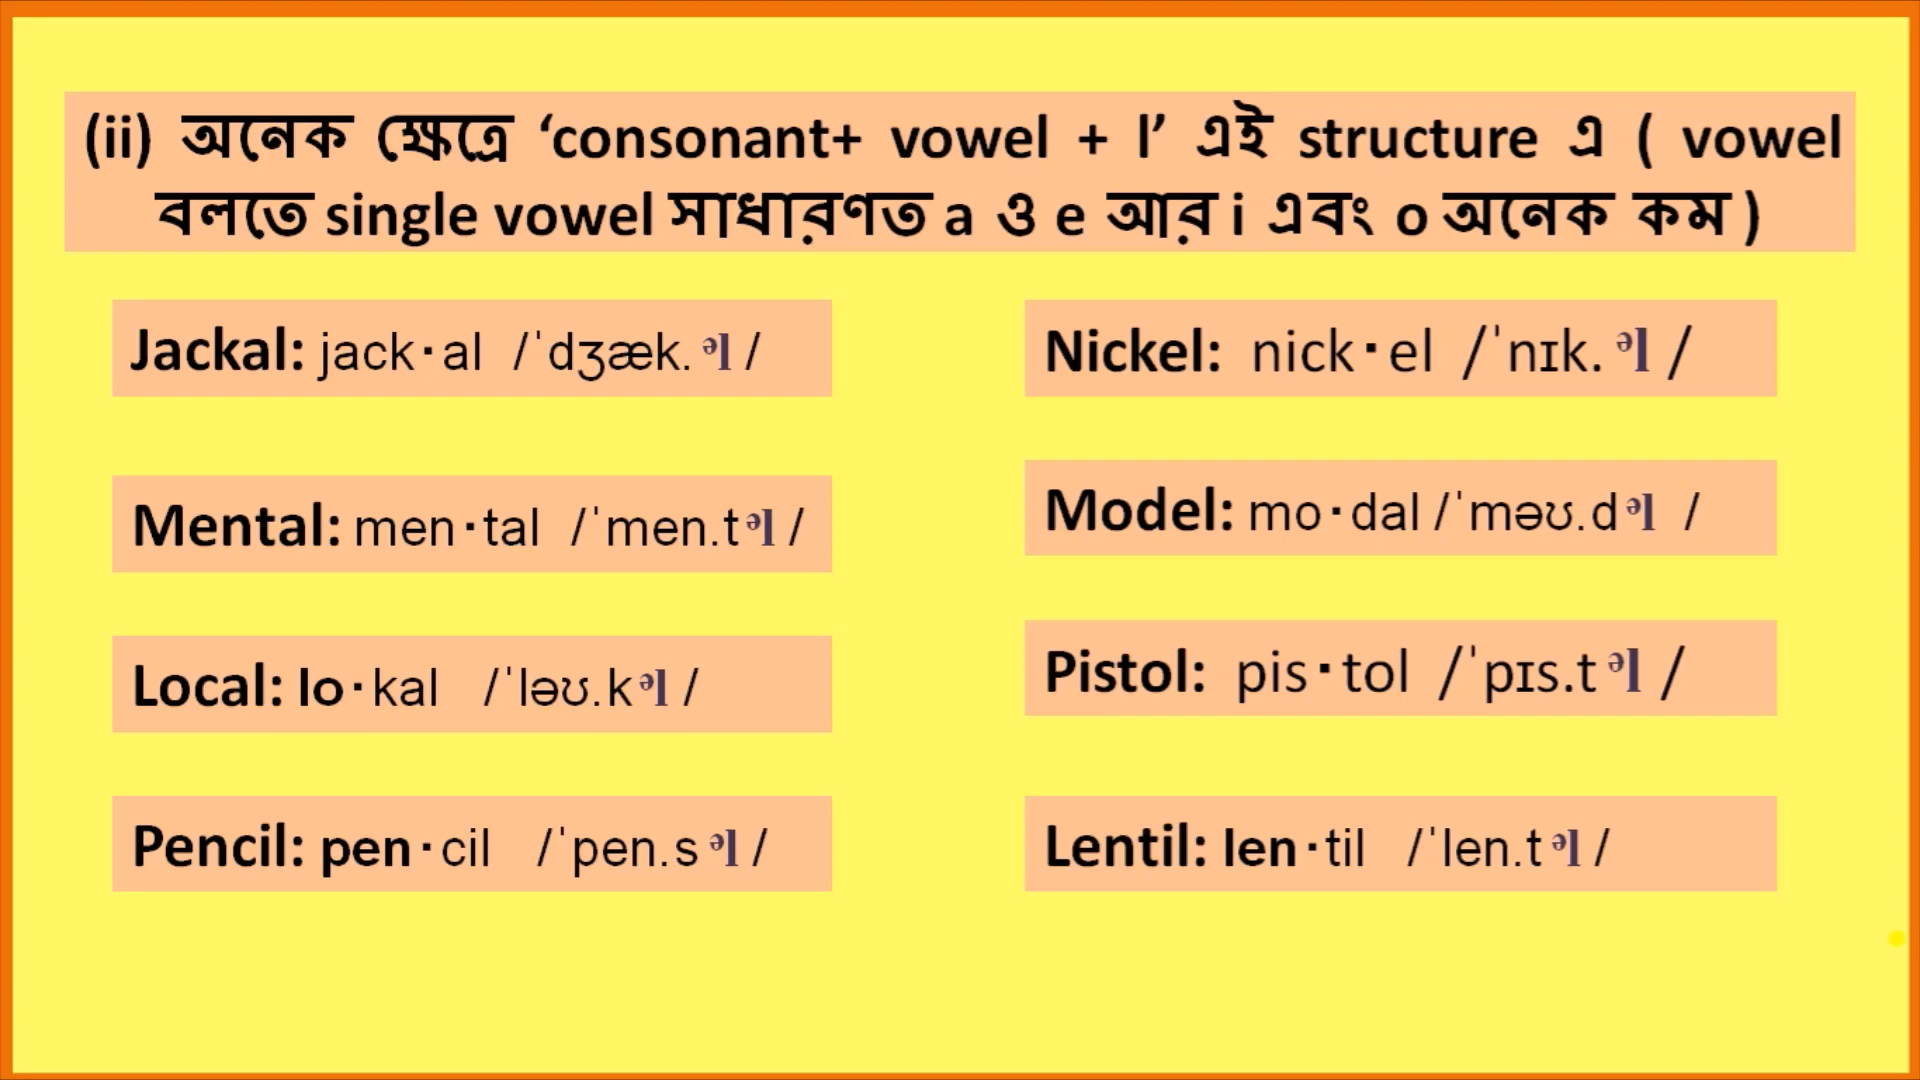 (ii) অনেক ক্ষেত্রে ‘consonant+ vowel + l’ এই structure এ ( vowel
বলতে single vowel সাধারণত a ও e আর i এবং o অনেক কম )
Jackal: jack·al /ˈdʒæk. ᵊl /
Nickel: nick·el /ˈnɪk. ᵊl /
Mental: men·tal /ˈmen.tᵊl /
Model: mo·dal /ˈməʊ.dᵊl /
Local: lo·kal /ˈləʊ.kᵊl /
Pistol: pis·tol /ˈpɪs.tᵊl /
Pencil: pen·cil /ˈpen.sᵊl /
Lentil: len·til /ˈlen.tᵊl /